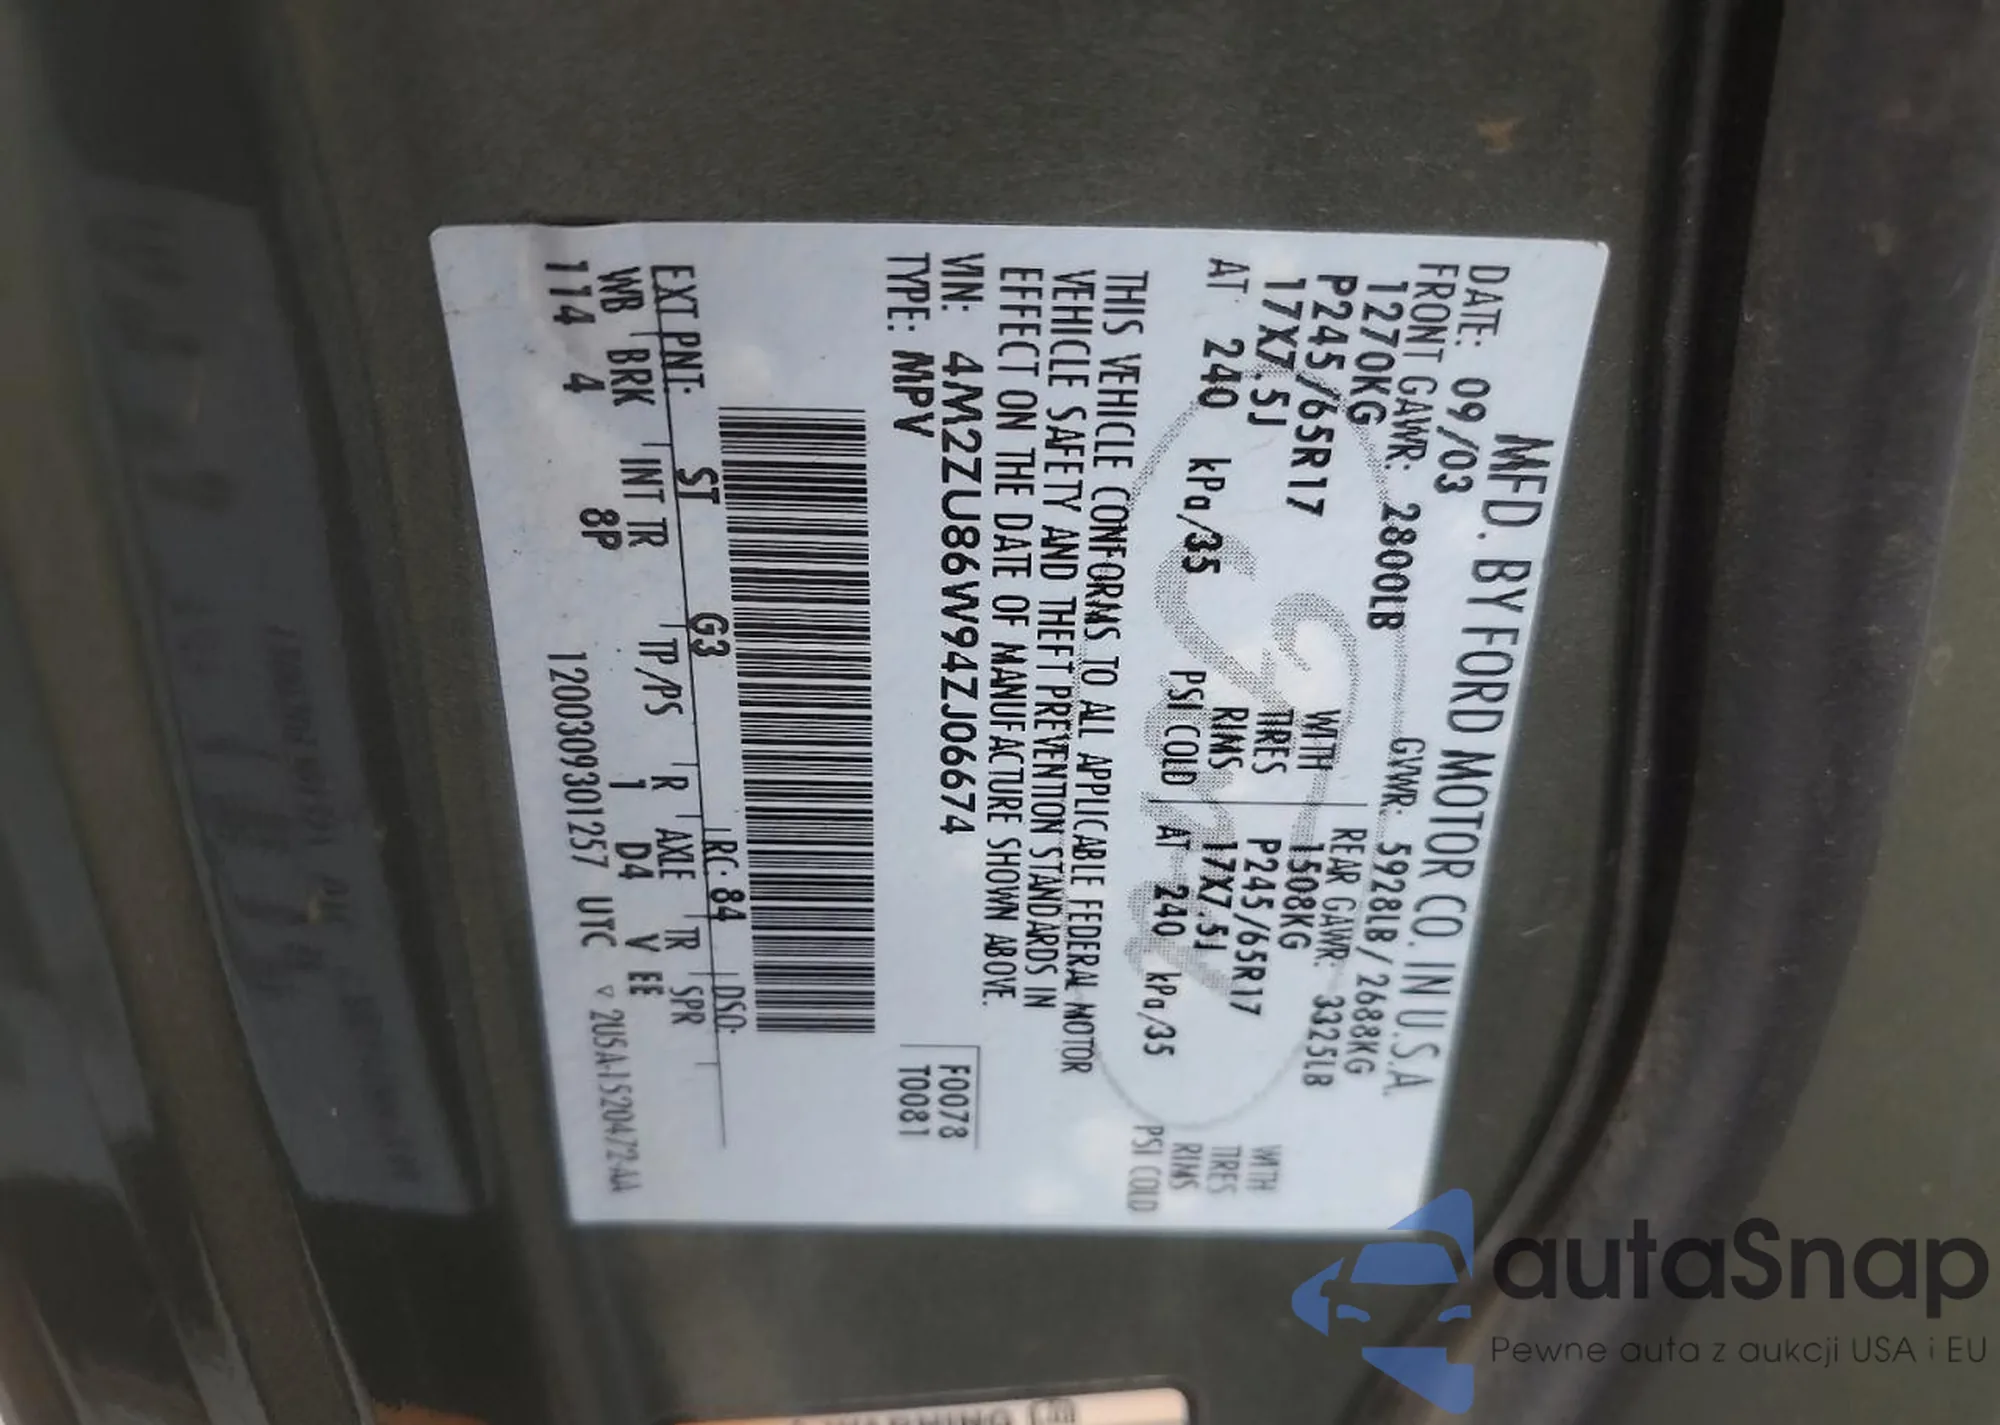 MFD. BY FORD MOTOR CO. IN U.S.A.
DATE: 09/03 GVWR: 5928LB/2688KG
FRONT GAWR: 2800LB REAR GAWR: 3325LB
1270KG WITH 1508KG WITH
P245/65R17 TIRES P245/65R17 TIRES
17X7.5J RIMS 17X7.5J RIMS
AT 240 kPa/35 PSI COLD AT 240 kPa/35 PSI COLD
THIS VEHICLE CONFORMS TO ALL APPLICABLE FEDERAL MOTOR
VEHICLE SAFETY AND THEFT PREVENTION STANDARDS IN
EFFECT ON THE DATE OF MANUFACTURE SHOWN ABOVE.
VIN: 4M2ZU86W94ZJ06674 F0078
TYPE: MPV T0081
EXT PNT: ST G3 RC: 84 DSO:
WB BRK INT TR TP/PS R AXLE TR SPR
114 4 8P 1 D4 V EE
1200309301257 UTC ▽ 2U5A-1520472-AA
autaSnap
Pewne auta z aukcji USA i EU